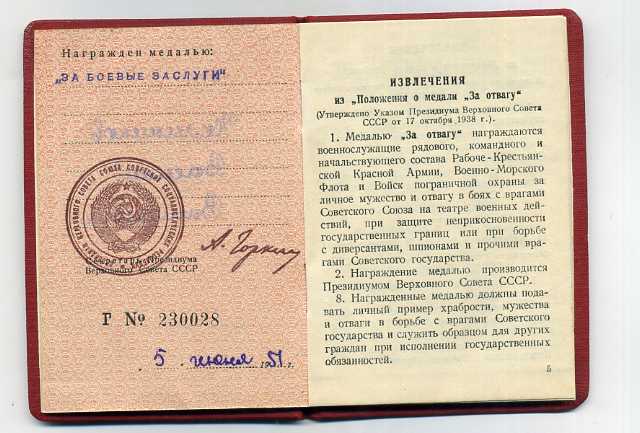 Награжден медалью:
„ЗА БОЕВЫЕ ЗАСЛУГИ"
А. Горкин
Секретарь Президиума
Верховного Совета СССР
Г № 230028
5 июня 1951 г.
ИЗВЛЕЧЕНИЯ
из „Положения о медали „За отвагу"
(Утверждено Указом Президиума Верховного Совета
СССР от 17 октября 1938 г.).
1. Медалью „За отвагу" награждаются
военнослужащие рядового, командного и
начальствующего состава Рабоче-Крестьян-
ской Красной Армии, Военно-Морского
Флота и Войск пограничной охраны за
личное мужество и отвагу в боях с врагами
Советского Союза на театре военных дей-
ствий, при защите неприкосновенности
государственных границ или при борьбе
с диверсантами, шпионами и прочими вра-
гами Советского государства.
2. Награждение медалью производится
Президиумом Верховного Совета СССР.
8. Награжденные медалью должны пода-
вать личный пример храбрости, мужества
и отваги в борьбе с врагами Советского
государства и служить образцом для других
граждан при исполнении государственных
обязанностей.
5